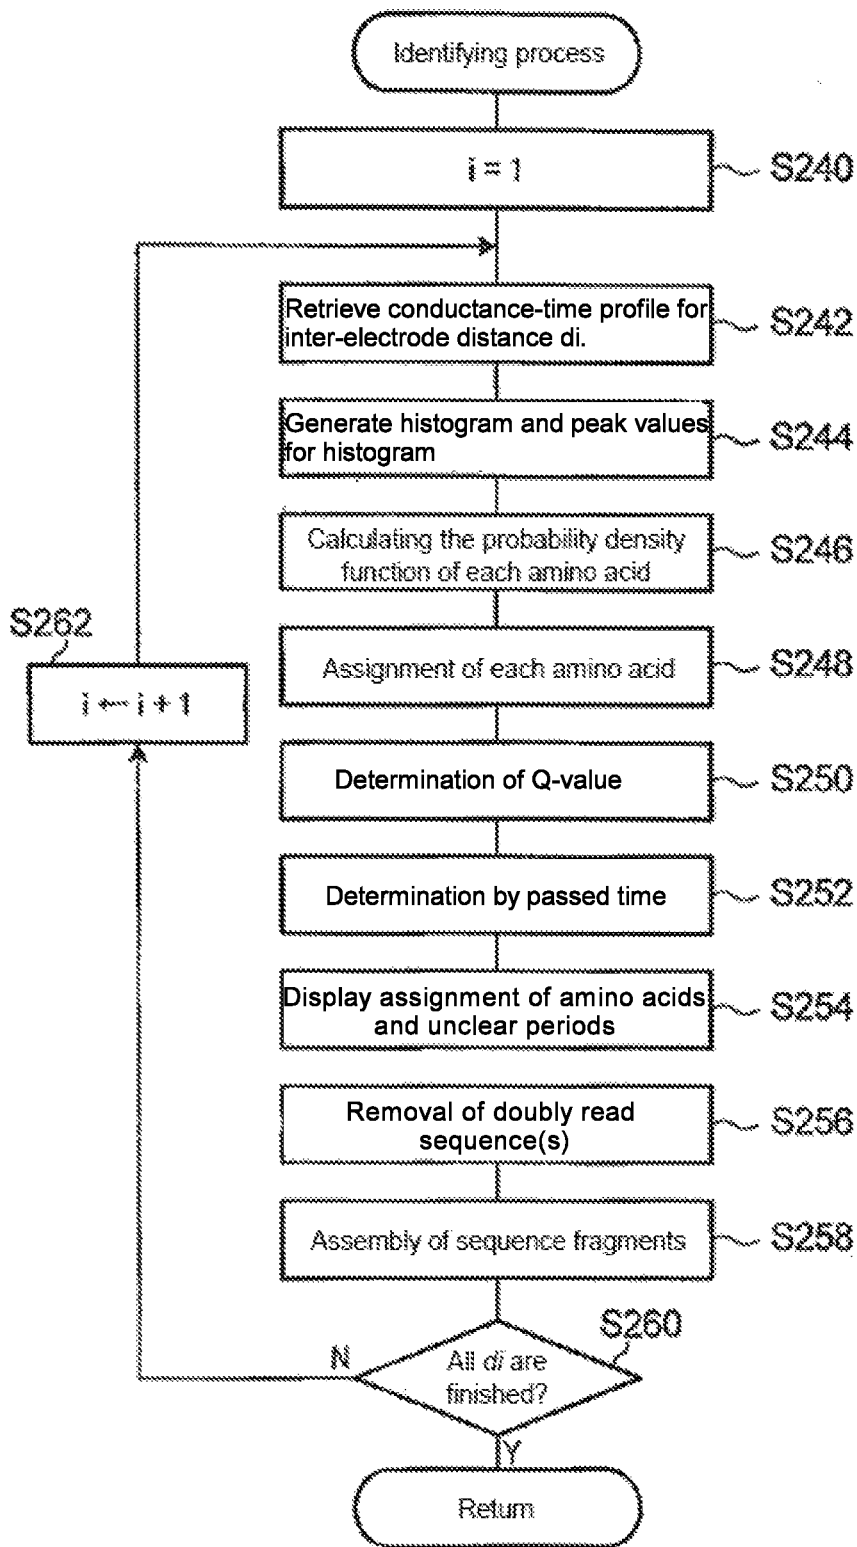 Identifying process
i = 1
S240
Retrieve conductance-time profile for
inter-electrode distance di.
S242
Generate histogram and peak values
for histogram
S244
Calculating the probability density
function of each amino acid
S246
S262
i ← i + 1
Assignment of each amino acid
S248
Determination of Q-value
S250
Determination by passed time
S252
Display assignment of amino acids
and unclear periods
S254
Removal of doubly read
sequence(s)
S256
Assembly of sequence fragments
S258
S260
N
All di are
finished?
Y
Return